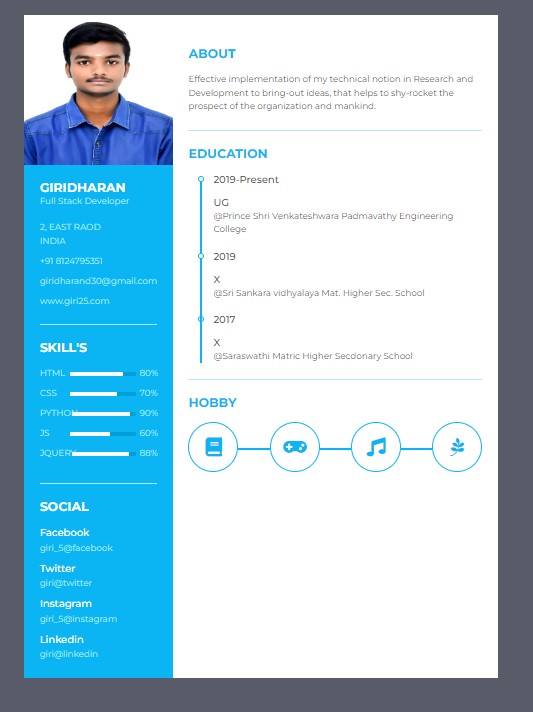 GIRIDHARAN
Full Stack Developer
2, EAST RAOD
INDIA
+91 8124795351
giridharand30@gmail.com
www.giri25.com
SKILL'S
HTML 80%
CSS 70%
PYTHON 90%
JS 60%
JQUERY 88%
SOCIAL
Facebook
giri_5@facebook
Twitter
giri@twitter
Instagram
giri_5@instagram
Linkedin
giri@linkedin
ABOUT
Effective implementation of my technical notion in Research and
Development to bring-out ideas, that helps to shy-rocket the
prospect of the organization and mankind.
EDUCATION
2019-Present
UG
@Prince Shri Venkateshwara Padmavathy Engineering
College
2019
X
@Sri Sankara vidhyalaya Mat. Higher Sec. School
2017
X
@Saraswathi Matric Higher Secdonary School
HOBBY